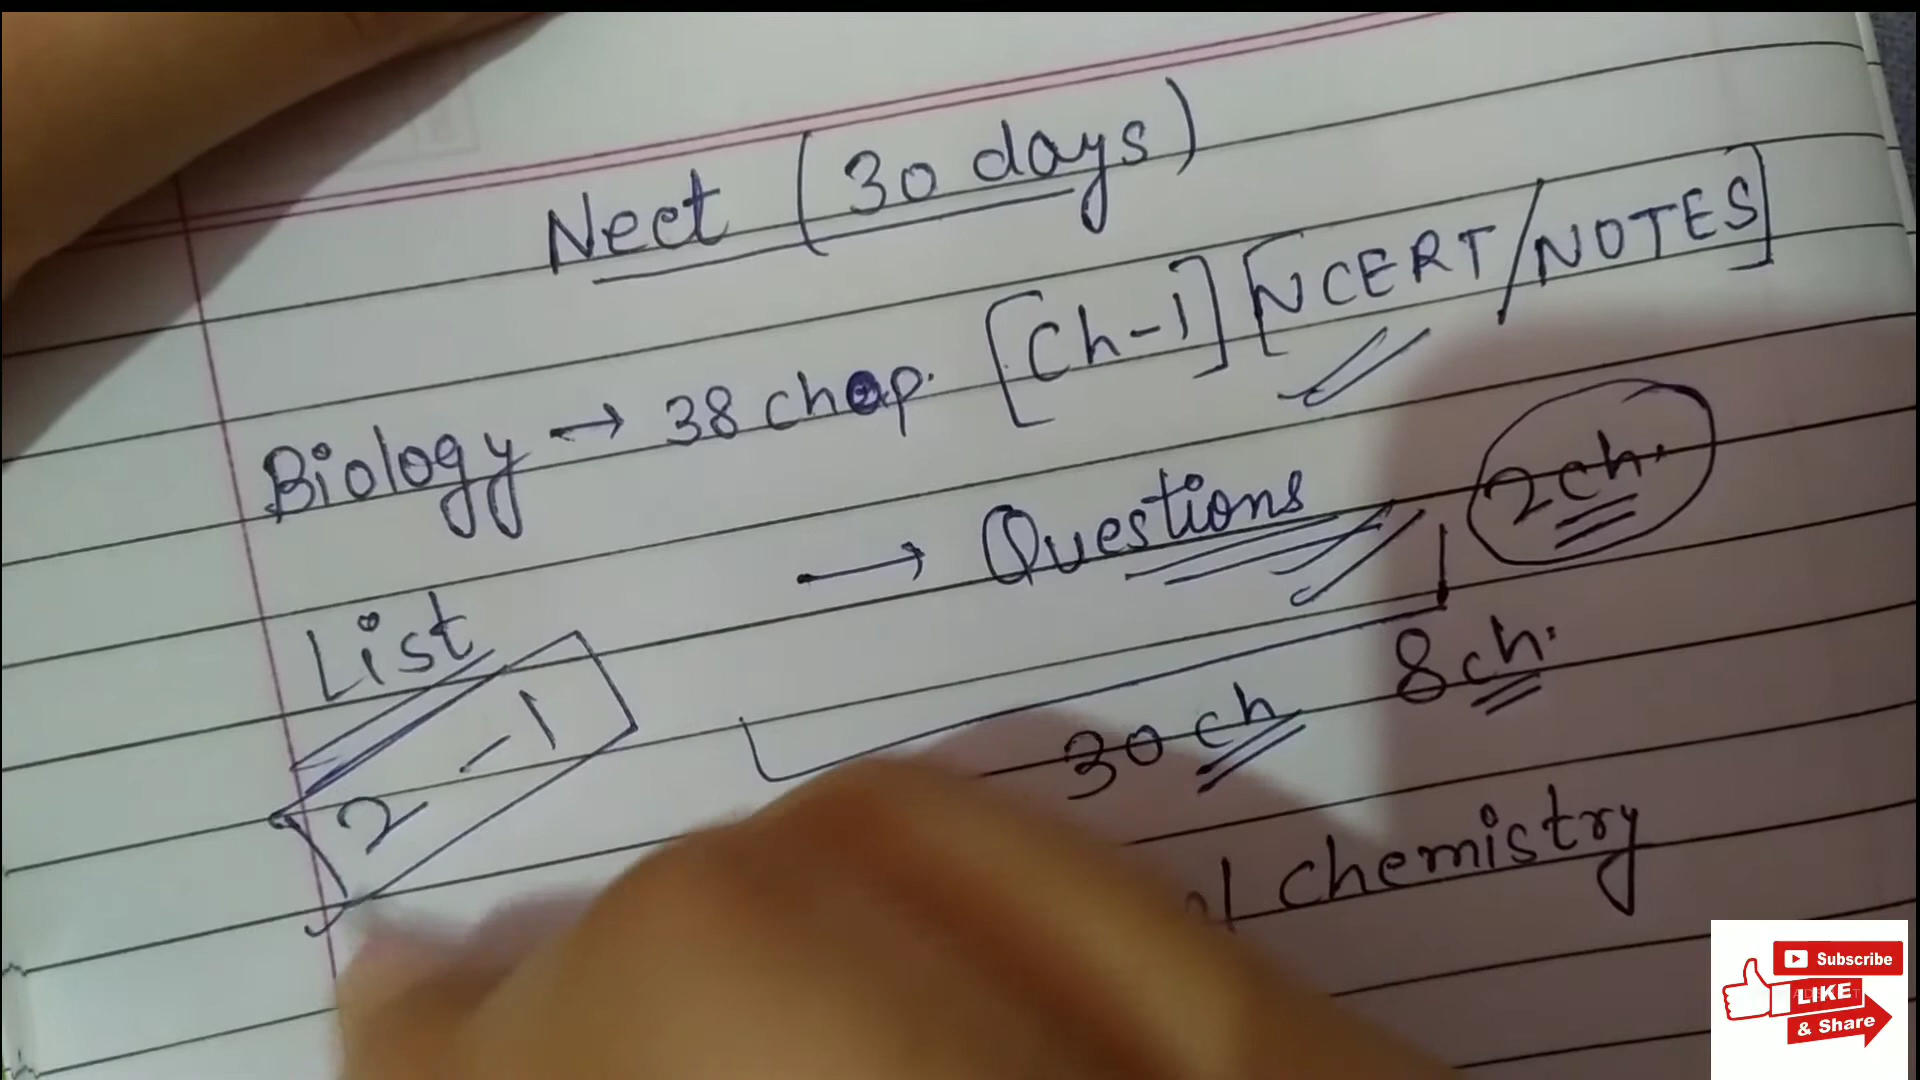 Neet (30 days)
Biology → 38 chap. [Ch-1] [NCERT/NOTES]
→ Questions 2ch.
List
8ch.
2 - 1
30 ch
chemistry
Subscribe
LIKE
& Share